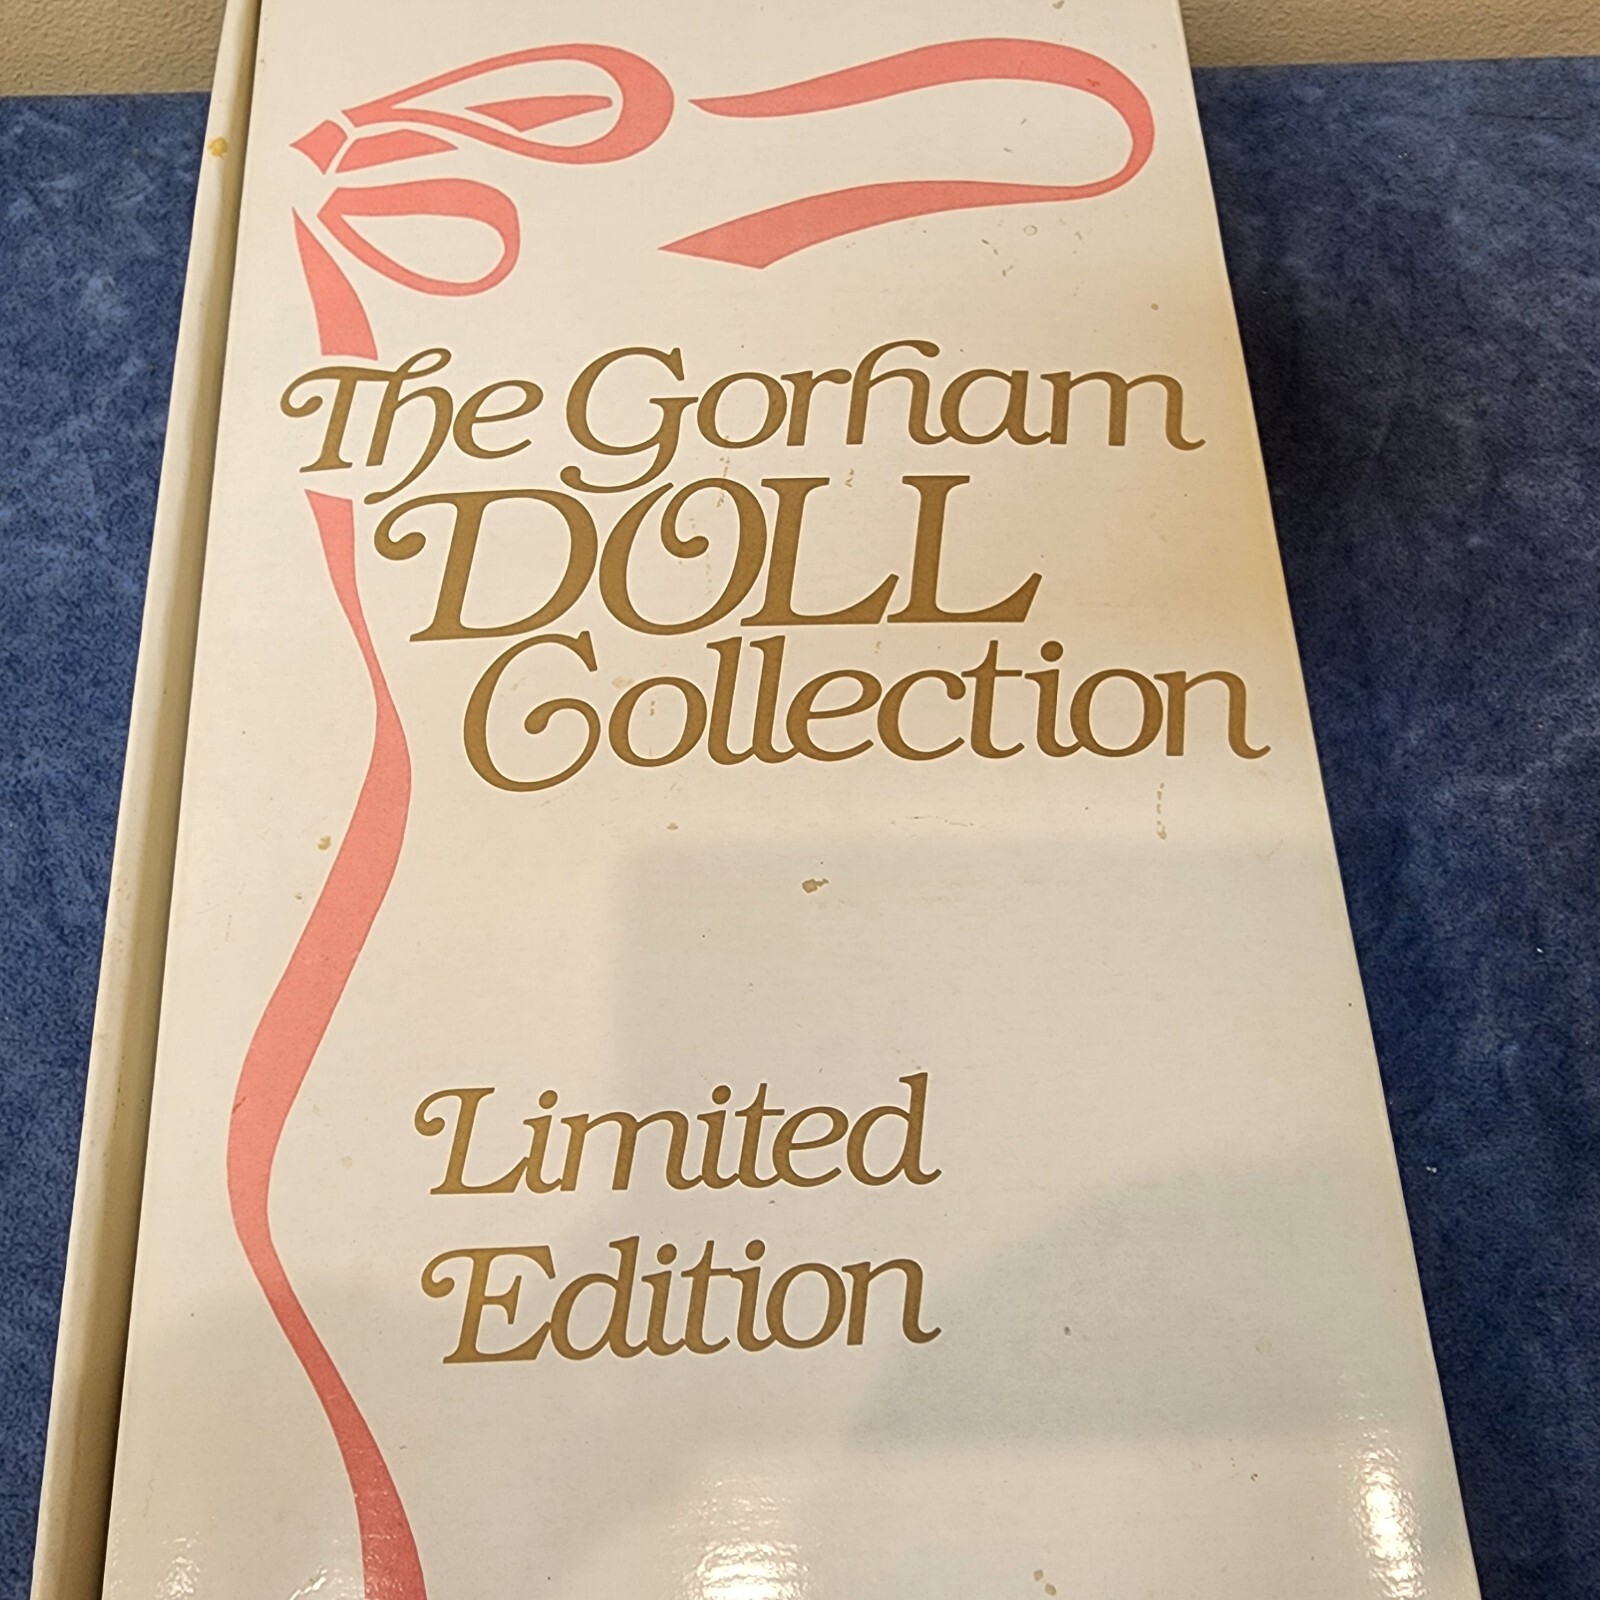 The Gorham
DOLL
Collection
Limited
Edition